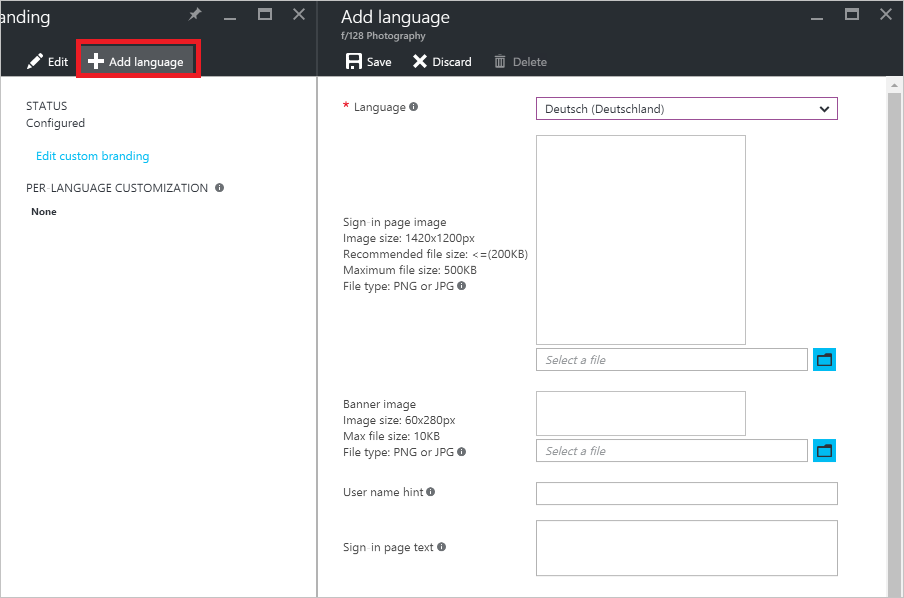 anding
Edit
Add language
STATUS
Configured
Edit custom branding
PER-LANGUAGE CUSTOMIZATION
None
Add language
f/128 Photography
Save
Discard
Delete
* Language
Deutsch (Deutschland)
Sign-in page image
Image size: 1420x1200px
Recommended file size: <=(200KB)
Maximum file size: 500KB
File type: PNG or JPG
Select a file
Banner image
Image size: 60x280px
Max file size: 10KB
File type: PNG or JPG
Select a file
User name hint
Sign-in page text